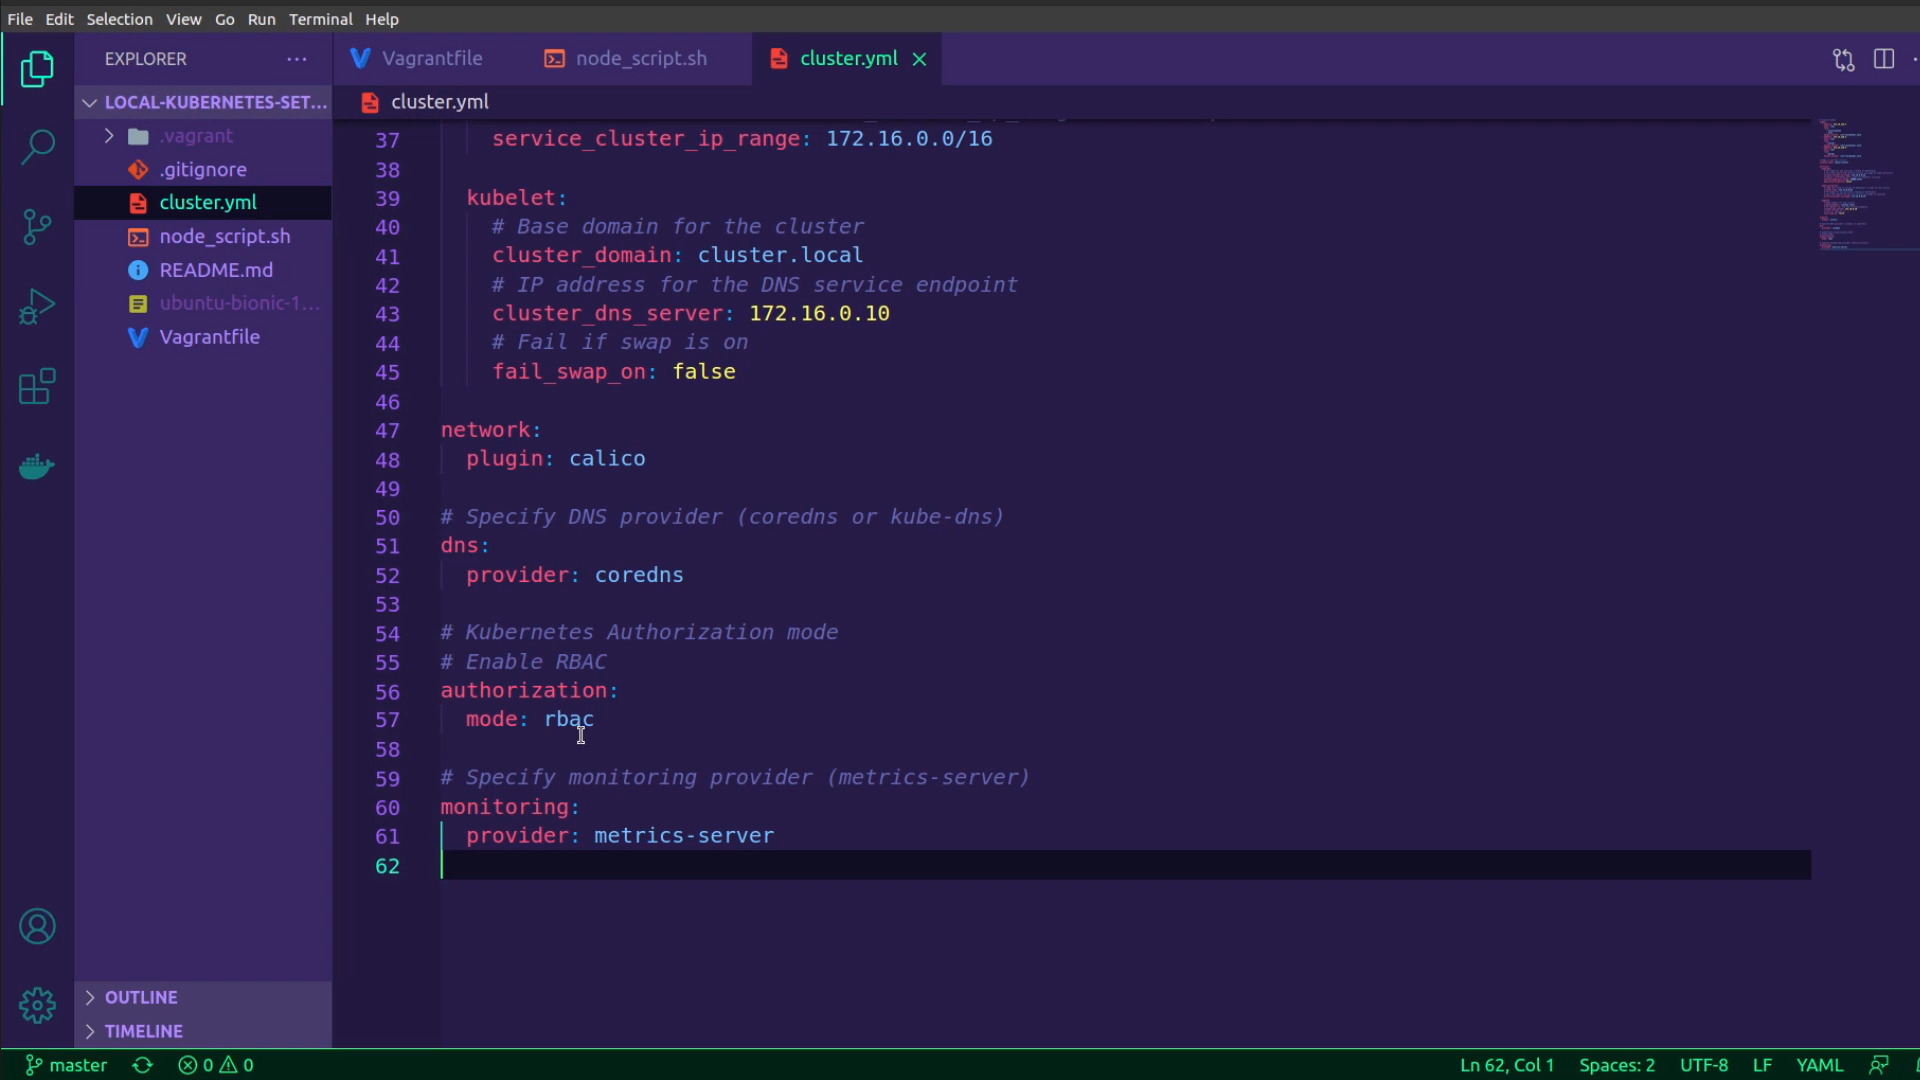 File Edit Selection View Go Run Terminal Help
EXPLORER ...
Vagrantfile
node_script.sh
cluster.yml
LOCAL-KUBERNETES-SET...
.vagrant
.gitignore
cluster.yml
node_script.sh
README.md
ubuntu-bionic-1...
Vagrantfile
OUTLINE
TIMELINE
cluster.yml
37 service_cluster_ip_range: 172.16.0.0/16
38
39 kubelet:
40 # Base domain for the cluster
41 cluster_domain: cluster.local
42 # IP address for the DNS service endpoint
43 cluster_dns_server: 172.16.0.10
44 # Fail if swap is on
45 fail_swap_on: false
46
47 network:
48 plugin: calico
49
50 # Specify DNS provider (coredns or kube-dns)
51 dns:
52 provider: coredns
53
54 # Kubernetes Authorization mode
55 # Enable RBAC
56 authorization:
57 mode: rbac
58
59 # Specify monitoring provider (metrics-server)
60 monitoring:
61 provider: metrics-server
62
master 0 0 Ln 62, Col 1 Spaces: 2 UTF-8 LF YAML